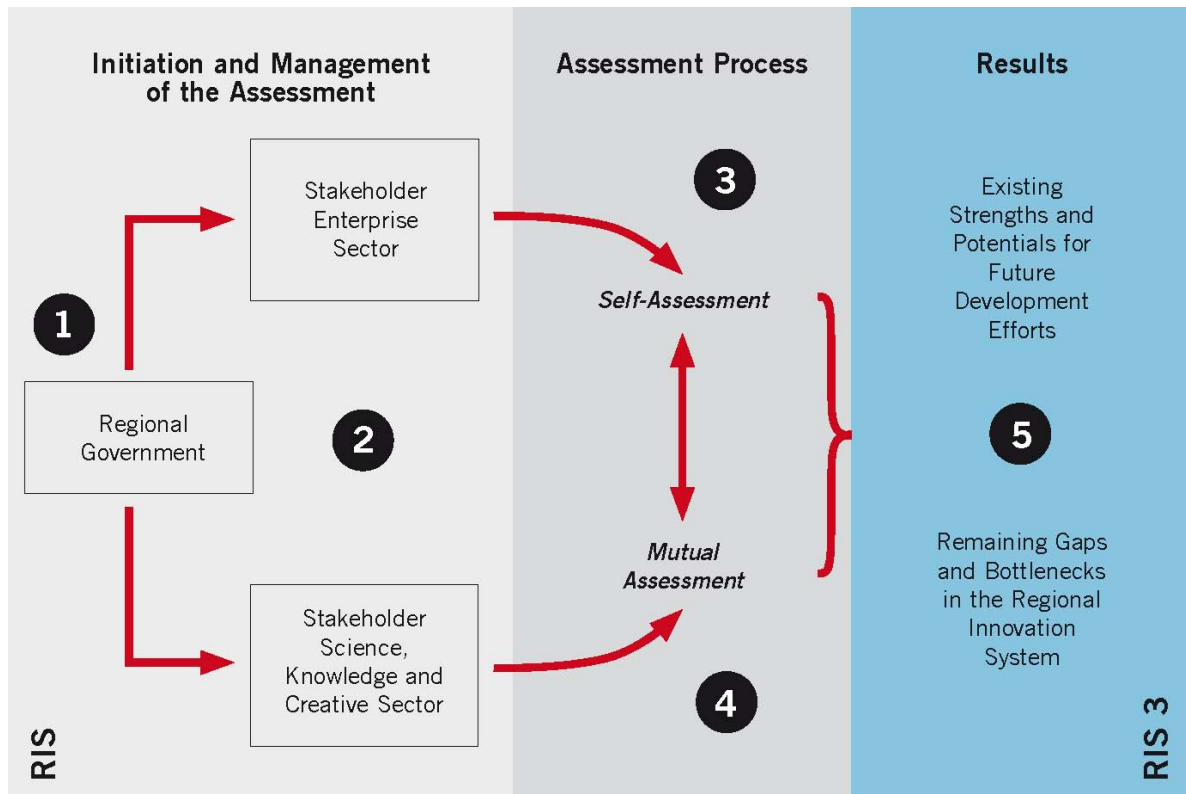 Initiation and Management
of the Assessment
Assessment Process
Results
1
Stakeholder
Enterprise
Sector
Regional
Government
2
Stakeholder
Science,
Knowledge and
Creative Sector
3
Self-Assessment
Mutual
Assessment
4
Existing
Strengths and
Potentials for
Future
Development
Efforts
5
Remaining Gaps
and Bottlenecks
in the Regional
Innovation
System
RIS
RIS 3